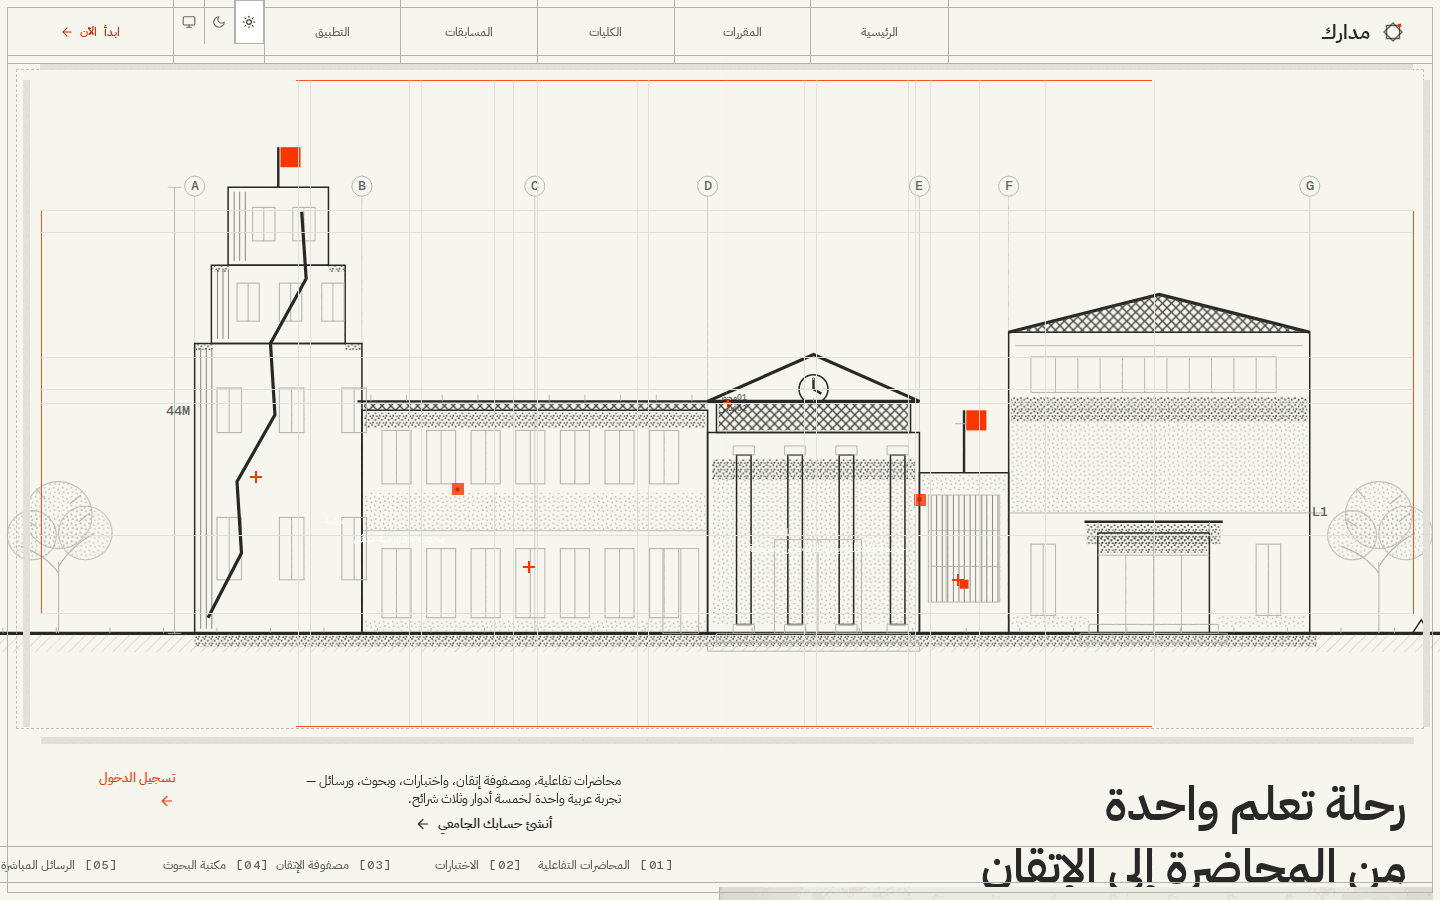 مدارك
الرئيسية
المقررات
الكليات
المسابقات
التطبيق
ابدأ الآن ←
A
B
C
D
E
F
G
44M
L1
رحلة تعلم واحدة
من المحاضرة إلى الإتقان
محاضرات تفاعلية، ومصفوفة إتقان، واختبارات، وبحوث، ورسائل —
تجربة عربية واحدة لخمسة أدوار وثلاث شرائح.
أنشئ حسابك الجامعي ←
تسجيل الدخول
←
[01] المحاضرات التفاعلية
[02] الاختبارات
[03] مصفوفة الإتقان
[04] مكتبة البحوث
[05] الرسائل المباشرة